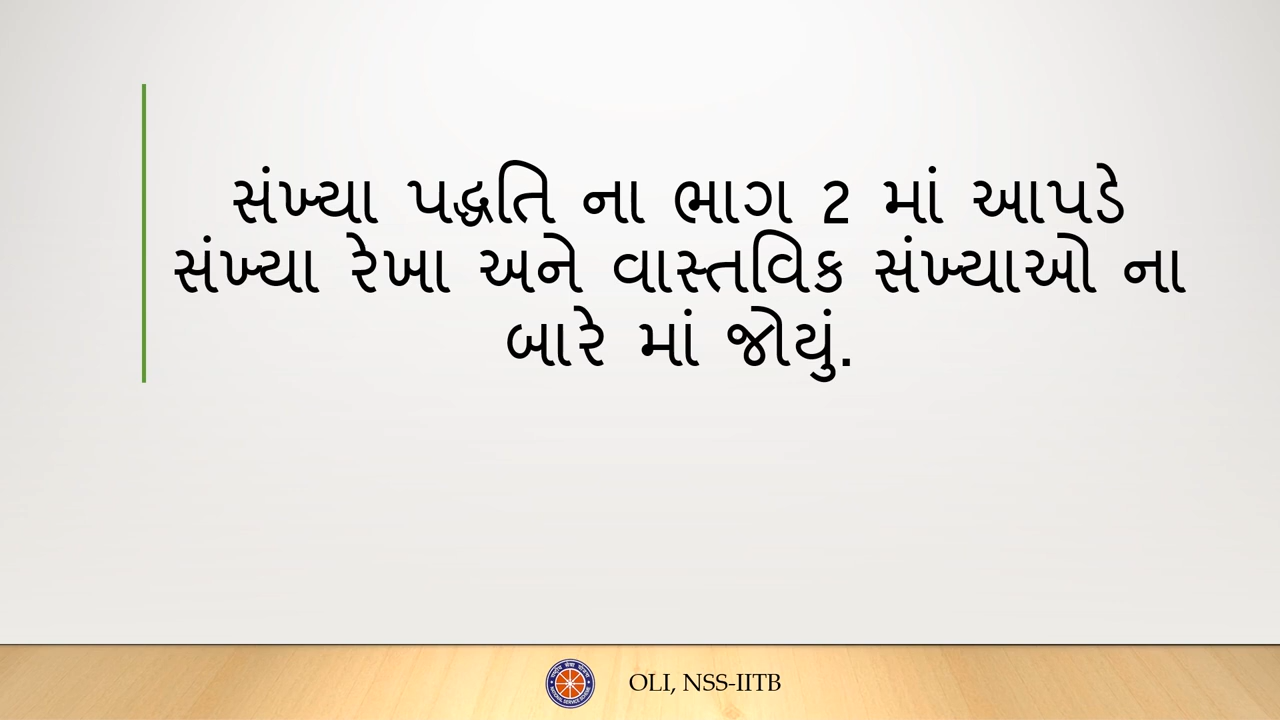 સંખ્યા પદ્ધતિ ના ભાગ 2 માં આપડે
સંખ્યા રેખા અને વાસ્તવિક સંખ્યાઓ ના
બારે માં જોયું.
OLI, NSS-IITB